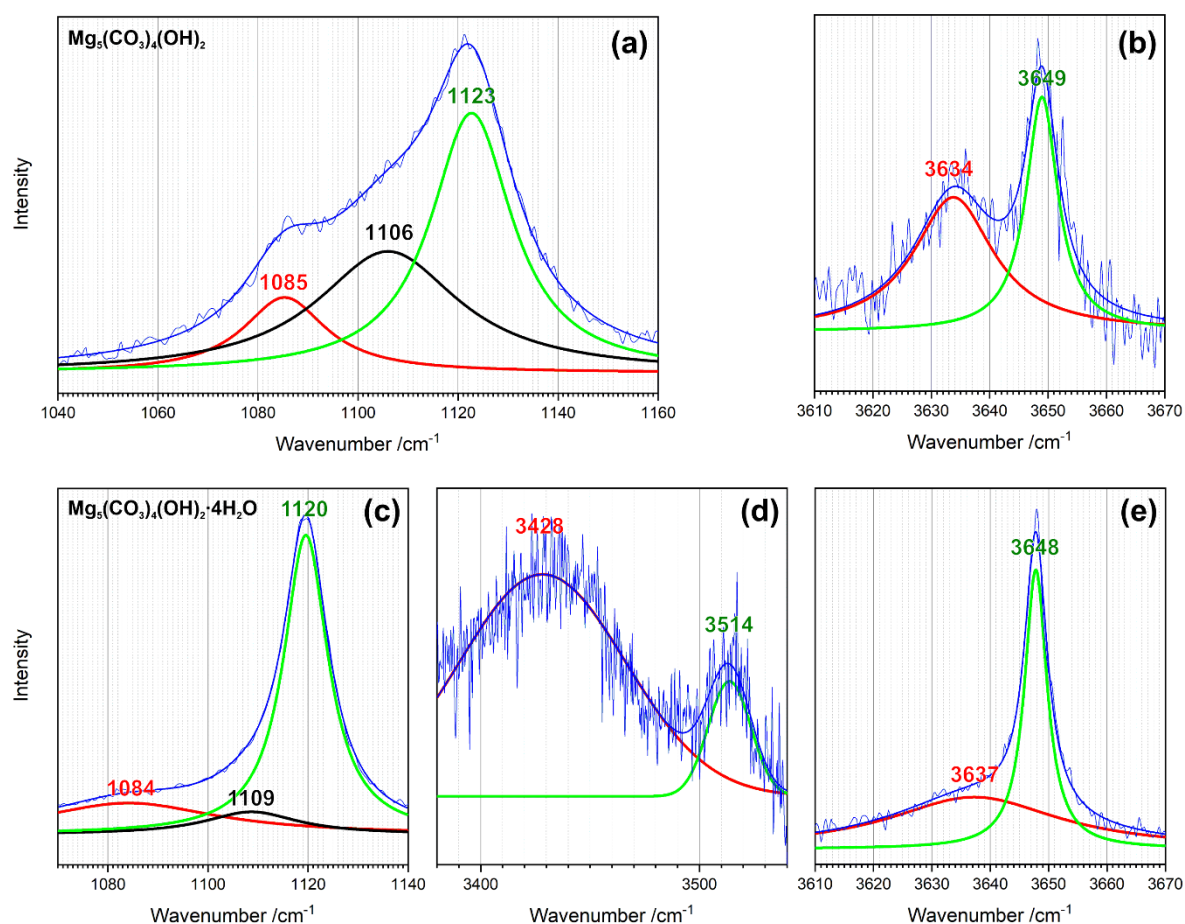 Mg₅(CO₃)₄(OH)₂
(a)
1123
1106
1085
Intensity
1040 1060 1080 1100 1120 1140 1160
Wavenumber /cm⁻¹
(b)
3649
3634
3610 3620 3630 3640 3650 3660 3670
Wavenumber /cm⁻¹
Mg₅(CO₃)₄(OH)₂·4H₂O
(c)
1120
1084
1109
Intensity
1080 1100 1120 1140
Wavenumber /cm⁻¹
(d)
3428
3514
3400 3500
Wavenumber /cm⁻¹
(e)
3648
3637
3610 3620 3630 3640 3650 3660 3670
Wavenumber /cm⁻¹